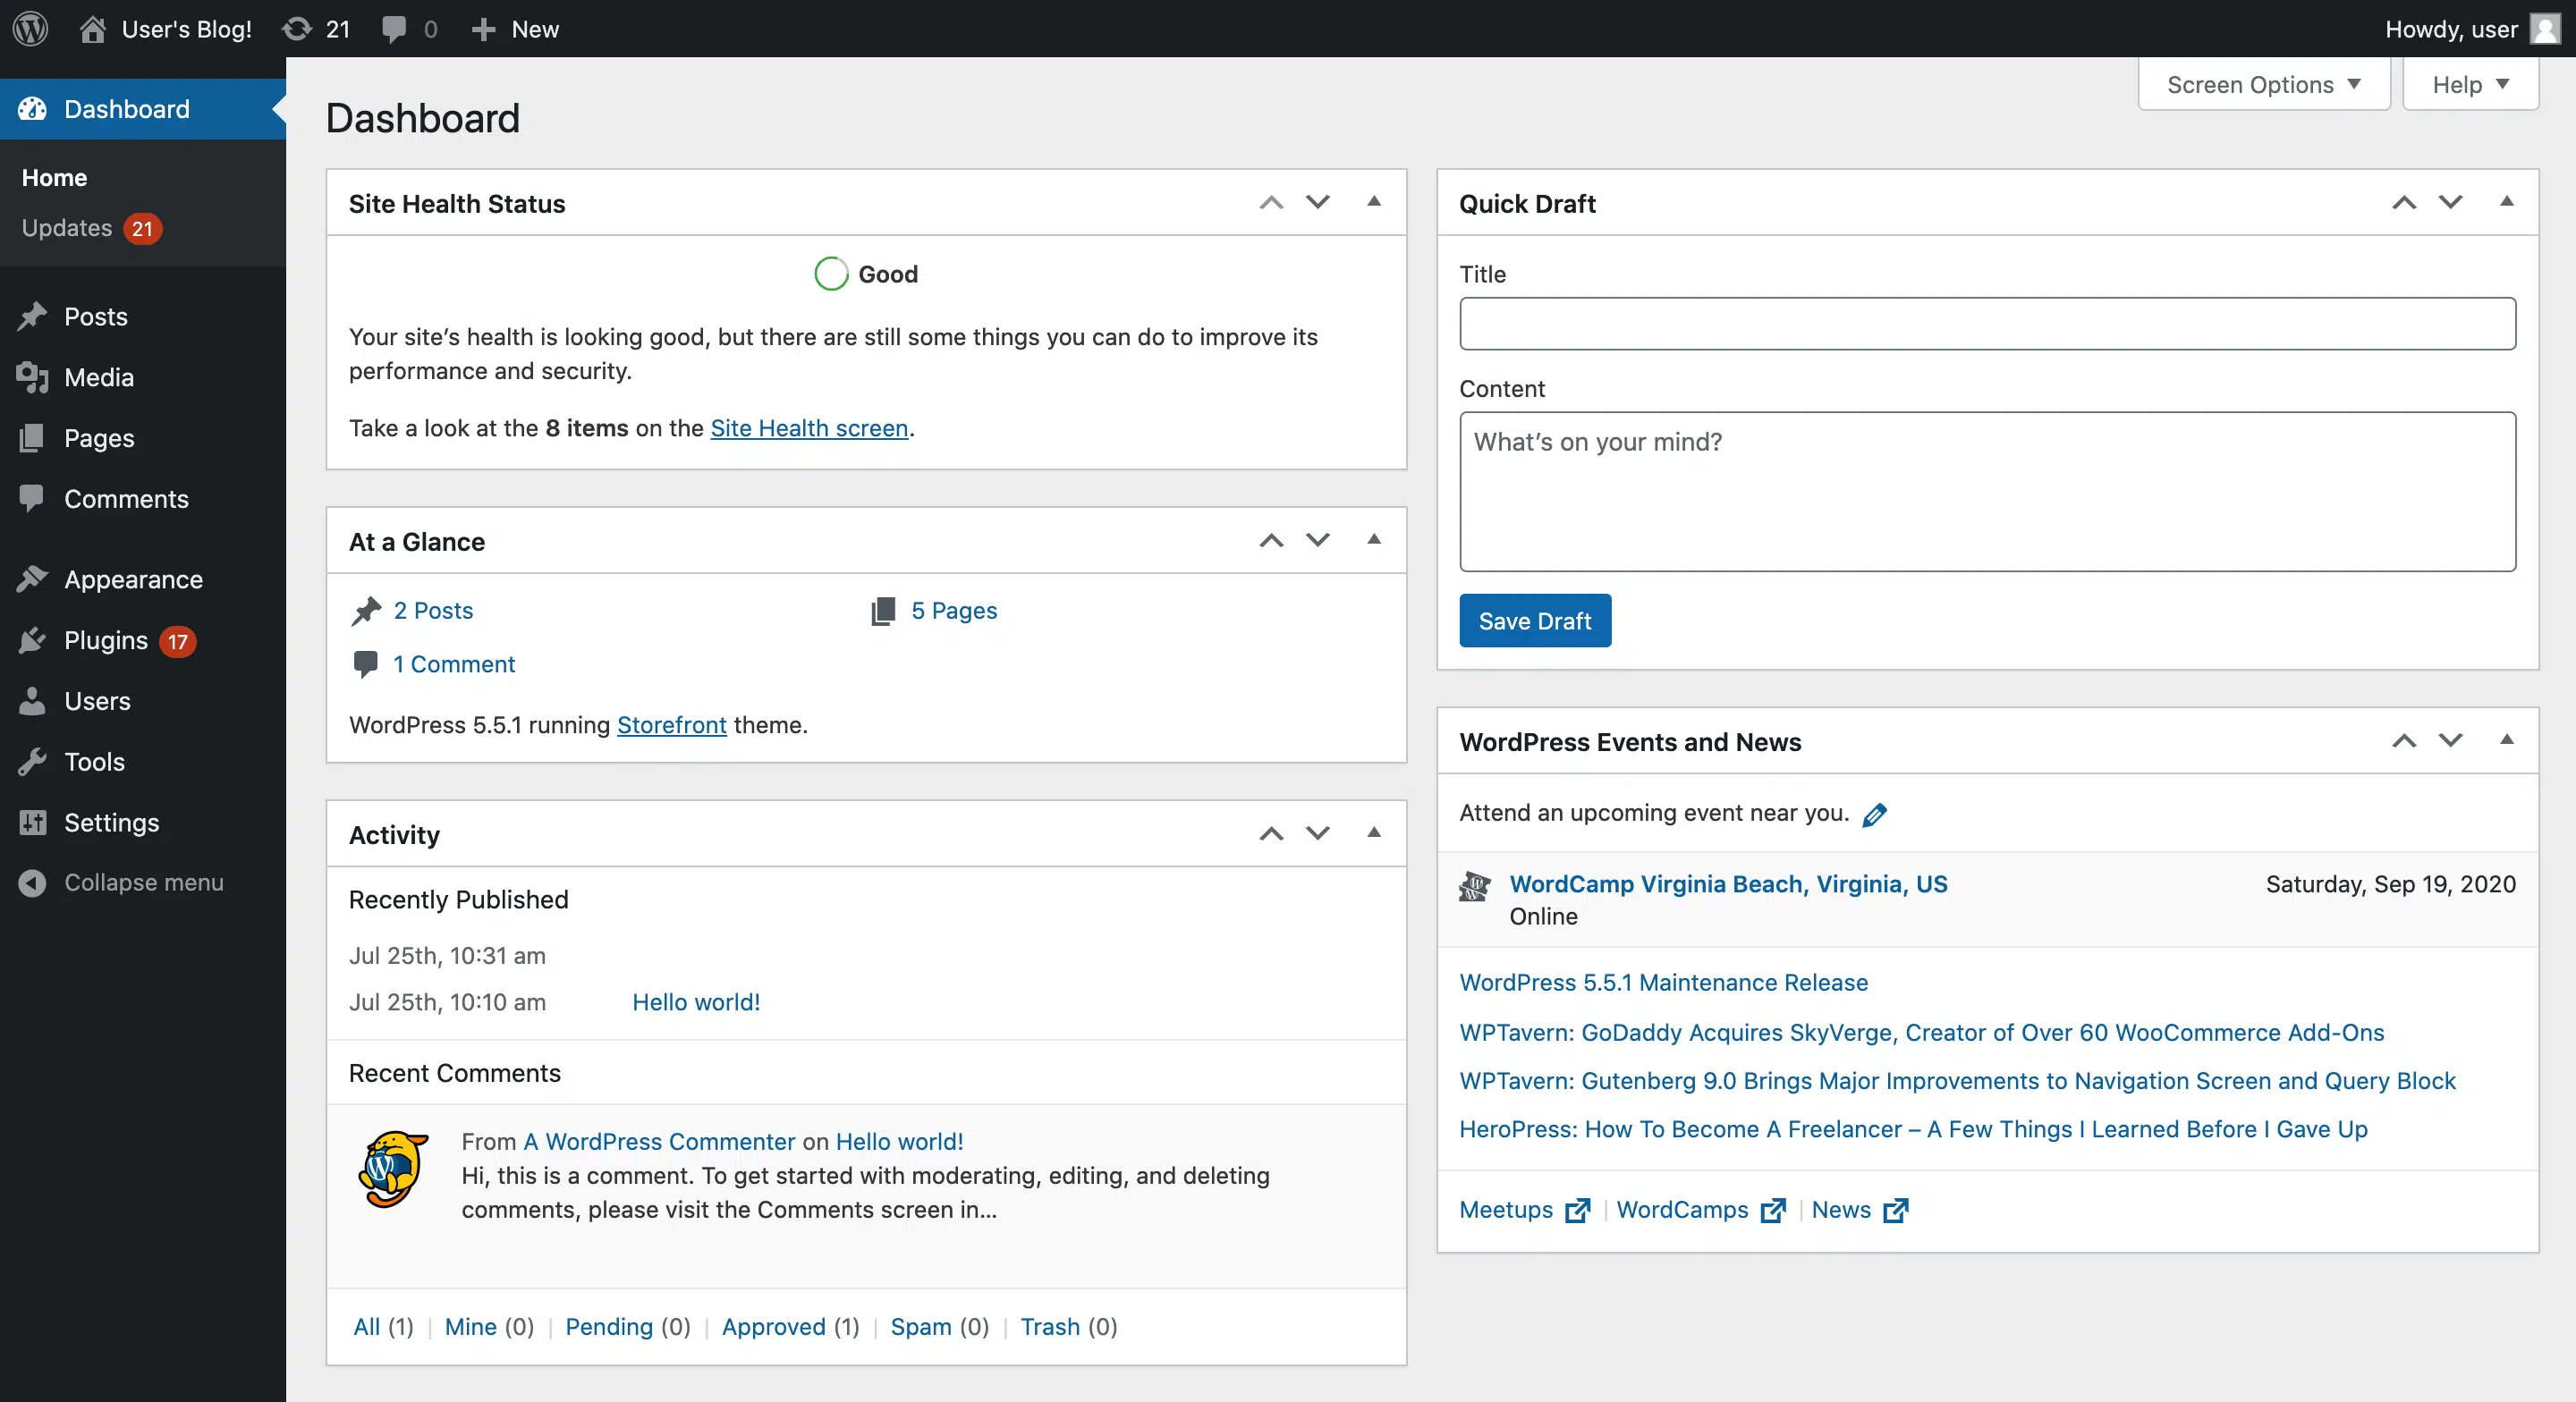 User's Blog! 21 0 New
Howdy, user
Dashboard
Home
Updates 21
Posts
Media
Pages
Comments
Appearance
Plugins 17
Users
Tools
Settings
Collapse menu
Screen Options
Help
Dashboard
Site Health Status
Good
Your site’s health is looking good, but there are still some things you can do to improve its
performance and security.
Take a look at the 8 items on the Site Health screen.
At a Glance
2 Posts
5 Pages
1 Comment
WordPress 5.5.1 running Storefront theme.
Activity
Recently Published
Jul 25th, 10:31 am
Jul 25th, 10:10 am Hello world!
Recent Comments
From A WordPress Commenter on Hello world!
Hi, this is a comment. To get started with moderating, editing, and deleting
comments, please visit the Comments screen in…
All (1) | Mine (0) | Pending (0) | Approved (1) | Spam (0) | Trash (0)
Quick Draft
Title
Content
What’s on your mind?
Save Draft
WordPress Events and News
Attend an upcoming event near you.
WordCamp Virginia Beach, Virginia, US
Saturday, Sep 19, 2020
Online
WordPress 5.5.1 Maintenance Release
WPTavern: GoDaddy Acquires SkyVerge, Creator of Over 60 WooCommerce Add-Ons
WPTavern: Gutenberg 9.0 Brings Major Improvements to Navigation Screen and Query Block
HeroPress: How To Become A Freelancer – A Few Things I Learned Before I Gave Up
Meetups | WordCamps | News